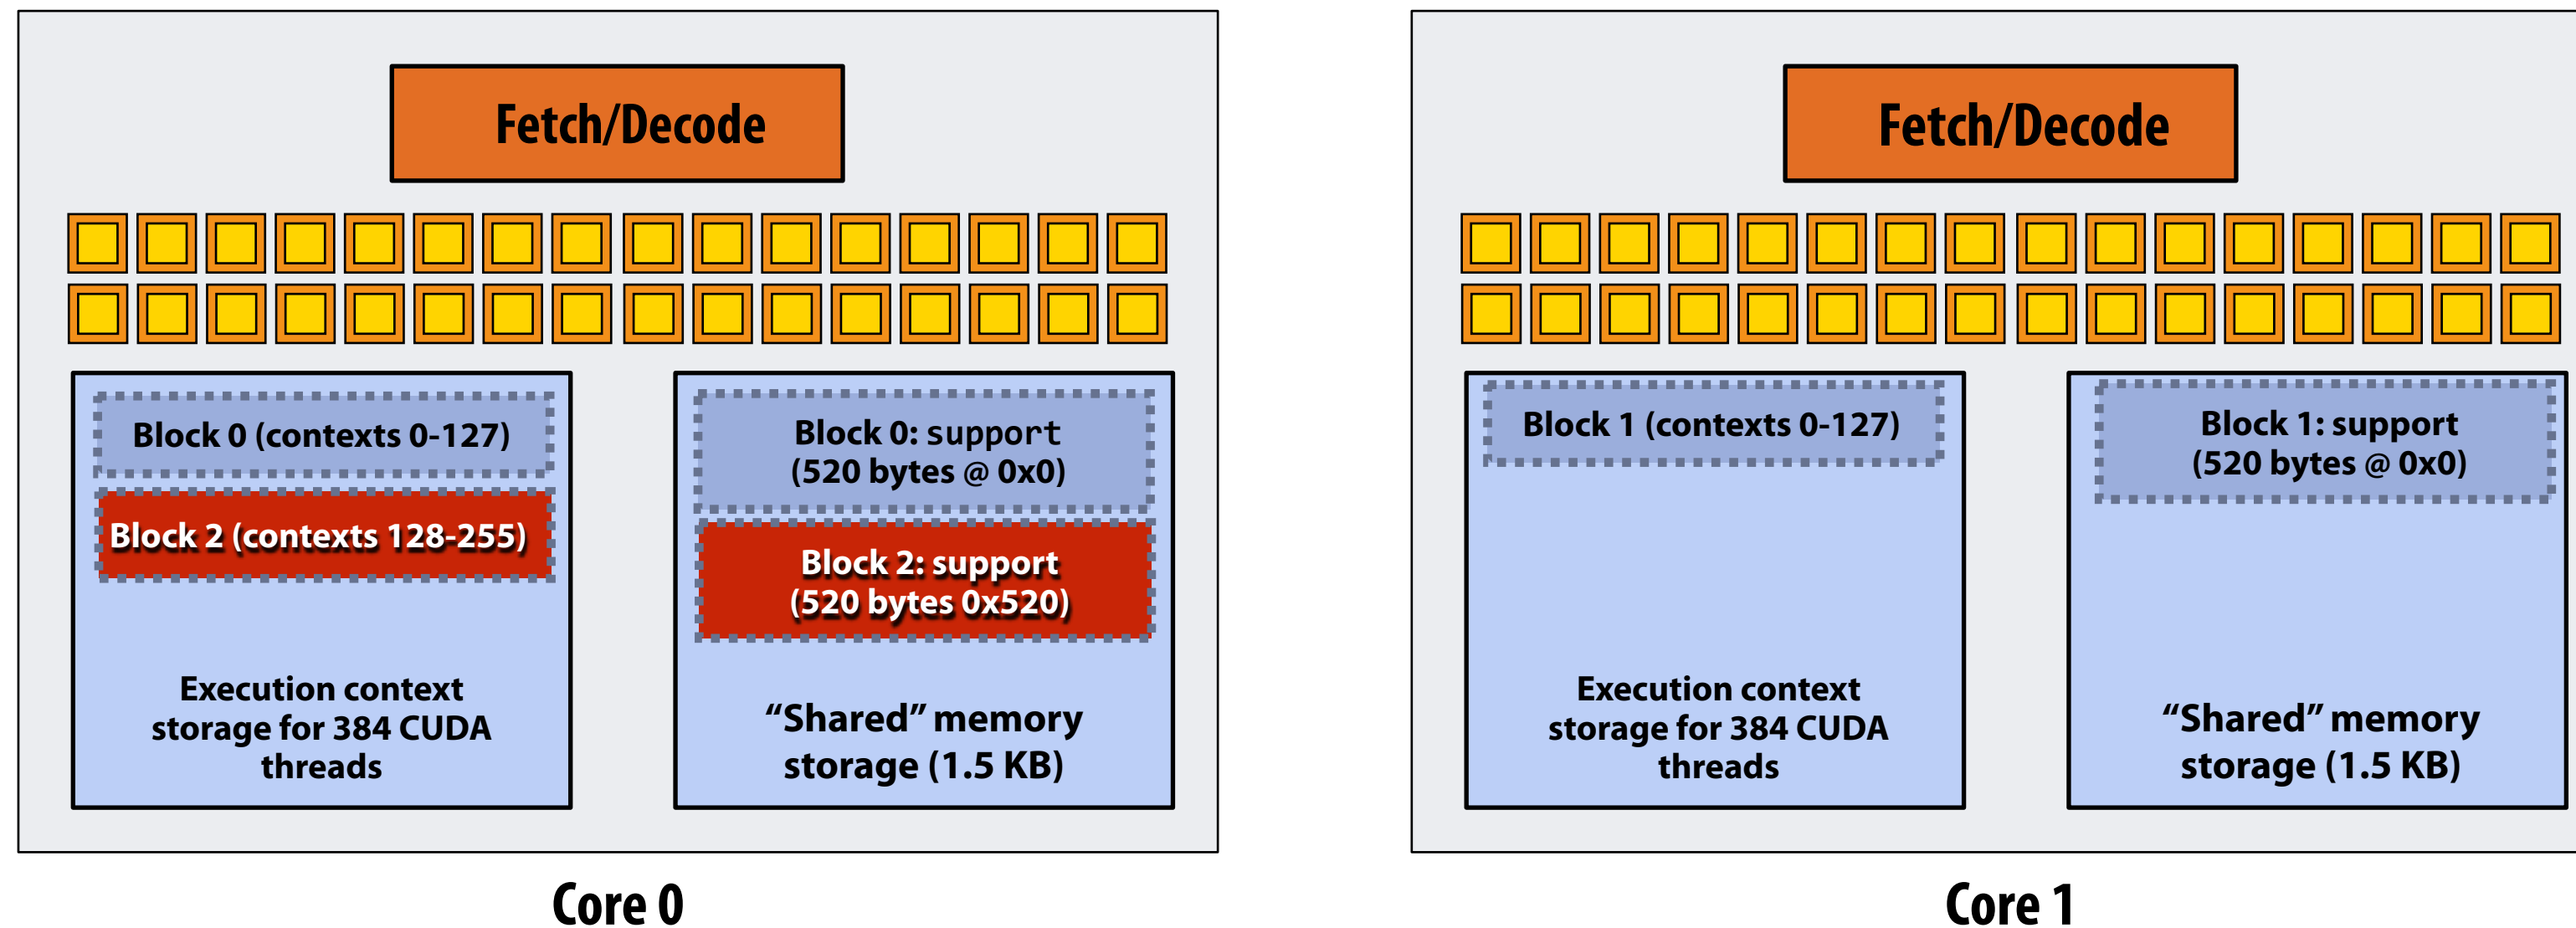 Fetch/Decode
Block 0 (contexts 0-127)
Block 2 (contexts 128-255)
Execution context
storage for 384 CUDA
threads
Block 0: support
(520 bytes @ 0x0)
Block 2: support
(520 bytes 0x520)
“Shared” memory
storage (1.5 KB)
Core 0
Fetch/Decode
Block 1 (contexts 0-127)
Execution context
storage for 384 CUDA
threads
Block 1: support
(520 bytes @ 0x0)
“Shared” memory
storage (1.5 KB)
Core 1